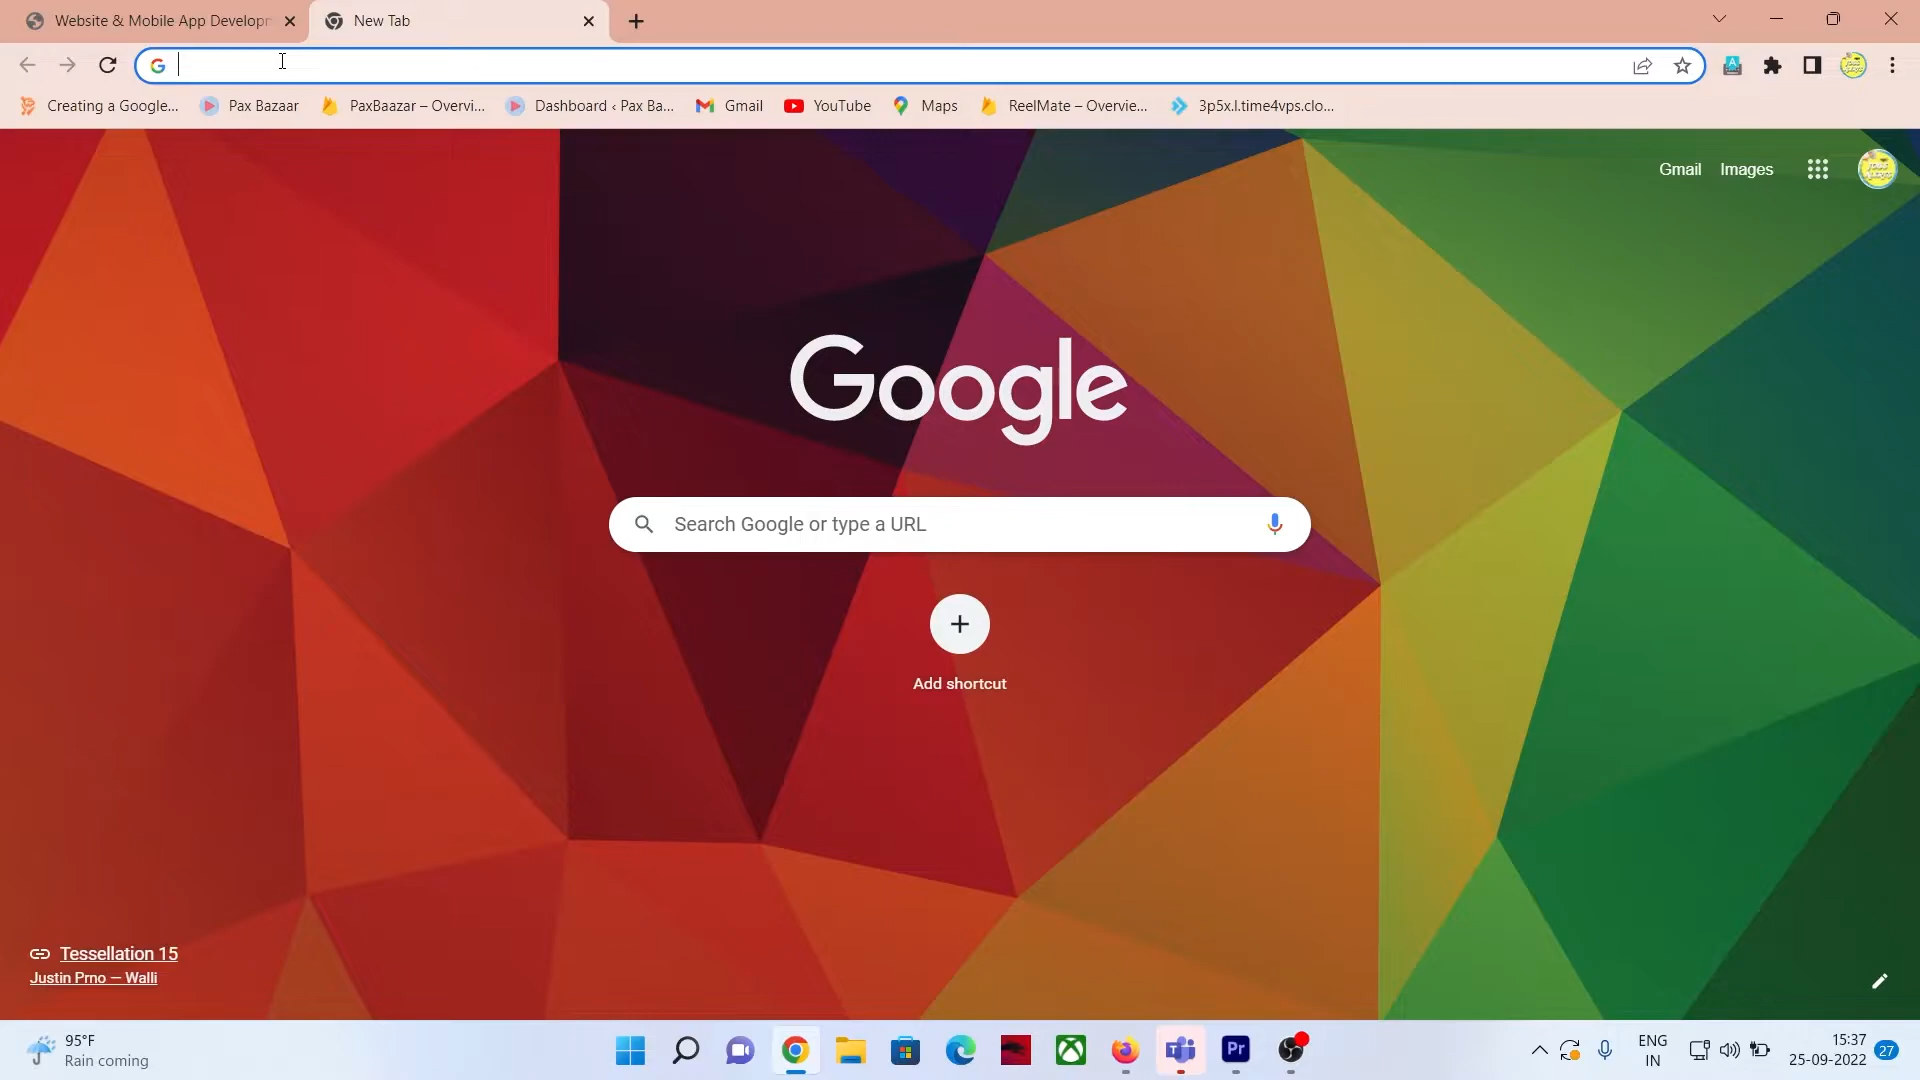 Website & Mobile App Develop
New Tab
Creating a Google...
Pax Bazaar
PaxBaazar – Overvi...
Dashboard ‹ Pax Ba...
Gmail
YouTube
Maps
ReelMate – Overvie...
3p5x.l.time4vps.clo...
Gmail
Images
Google
Search Google or type a URL
Add shortcut
Tessellation 15
Justin Prno — Walli
95°F
Rain coming
Pr
ENG
IN
15:37
25-09-2022
27